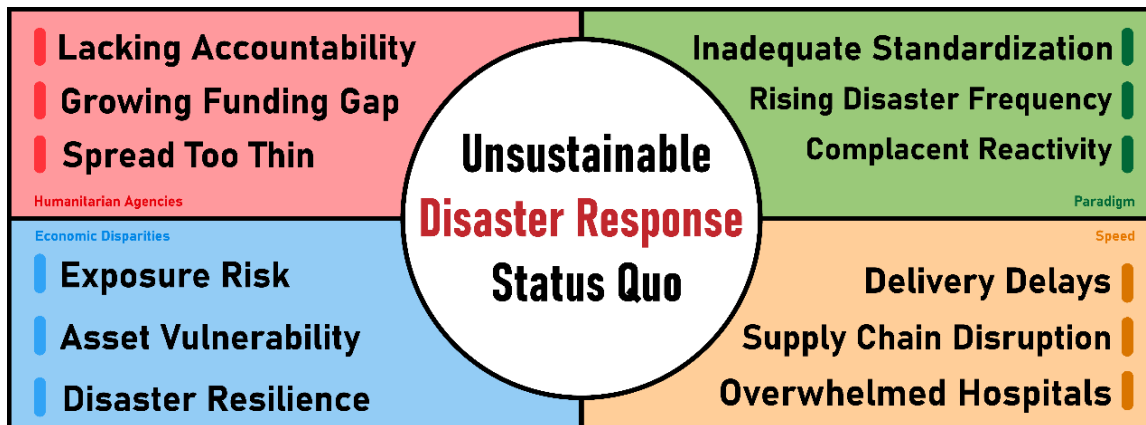 Lacking Accountability
Growing Funding Gap
Spread Too Thin
Humanitarian Agencies
Inadequate Standardization
Rising Disaster Frequency
Complacent Reactivity
Paradigm
Unsustainable
Disaster Response
Status Quo
Economic Disparities
Exposure Risk
Asset Vulnerability
Disaster Resilience
Speed
Delivery Delays
Supply Chain Disruption
Overwhelmed Hospitals